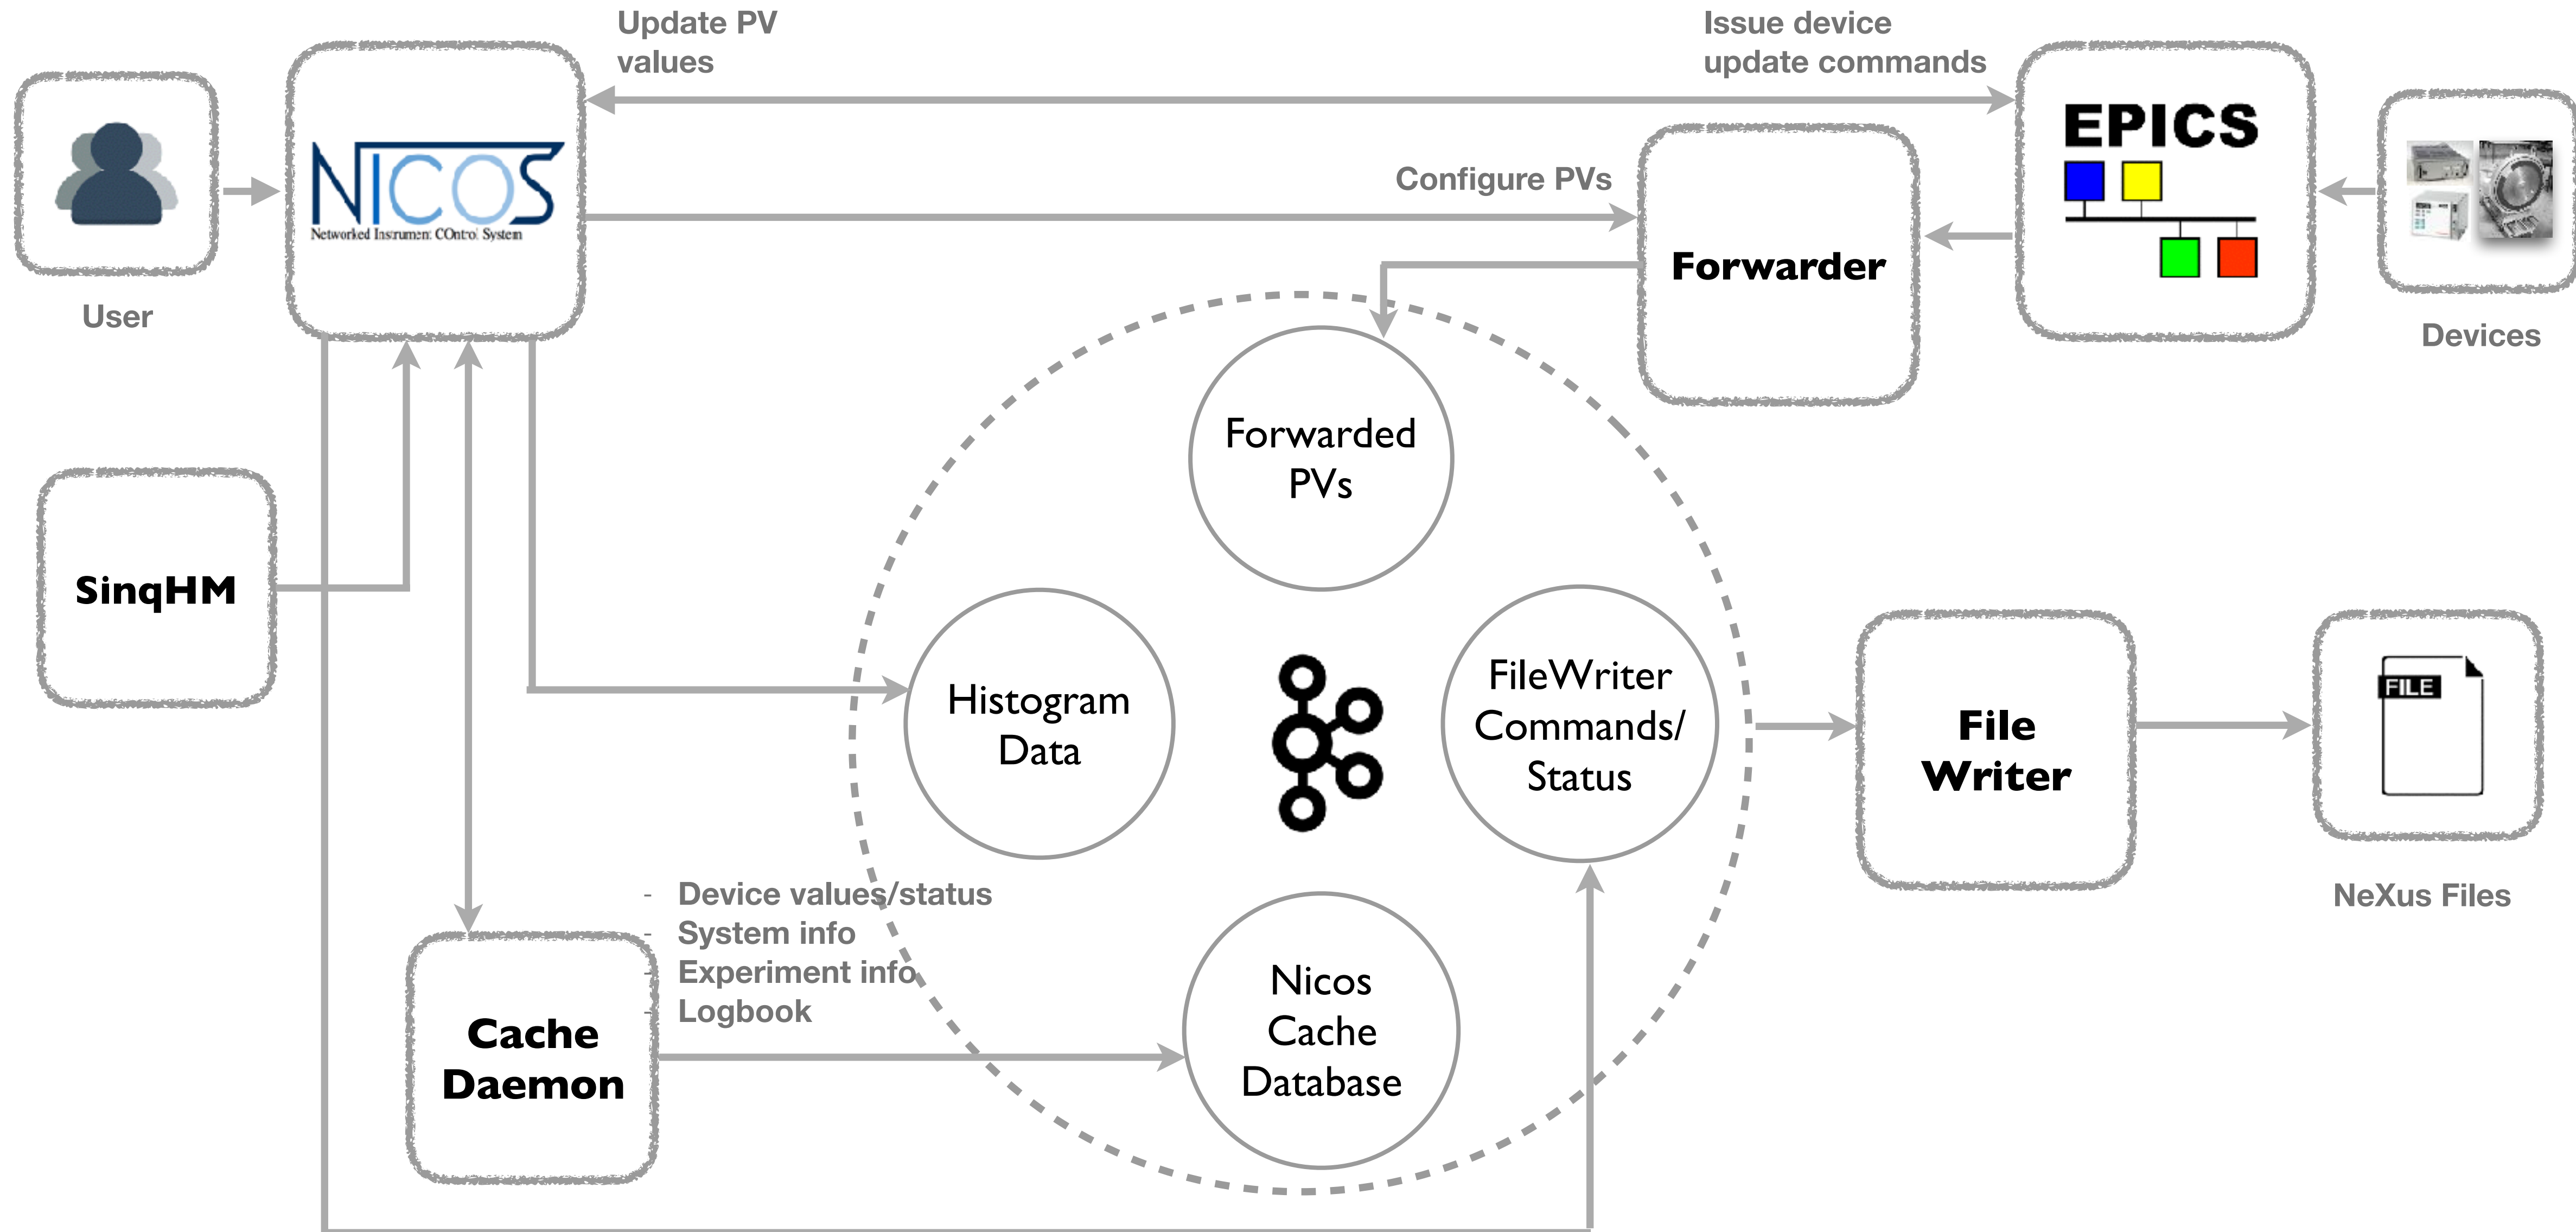 Update PV
values
Issue device
update commands
NICOS
Networked Instrument COntrol System
EPICS
Configure PVs
Forwarder
User
Devices
Forwarded
PVs
SinqHM
Histogram
Data
FileWriter
Commands/
Status
File
Writer
FILE
NeXus Files
- Device values/status
- System info
- Experiment info
- Logbook
Cache
Daemon
Nicos
Cache
Database